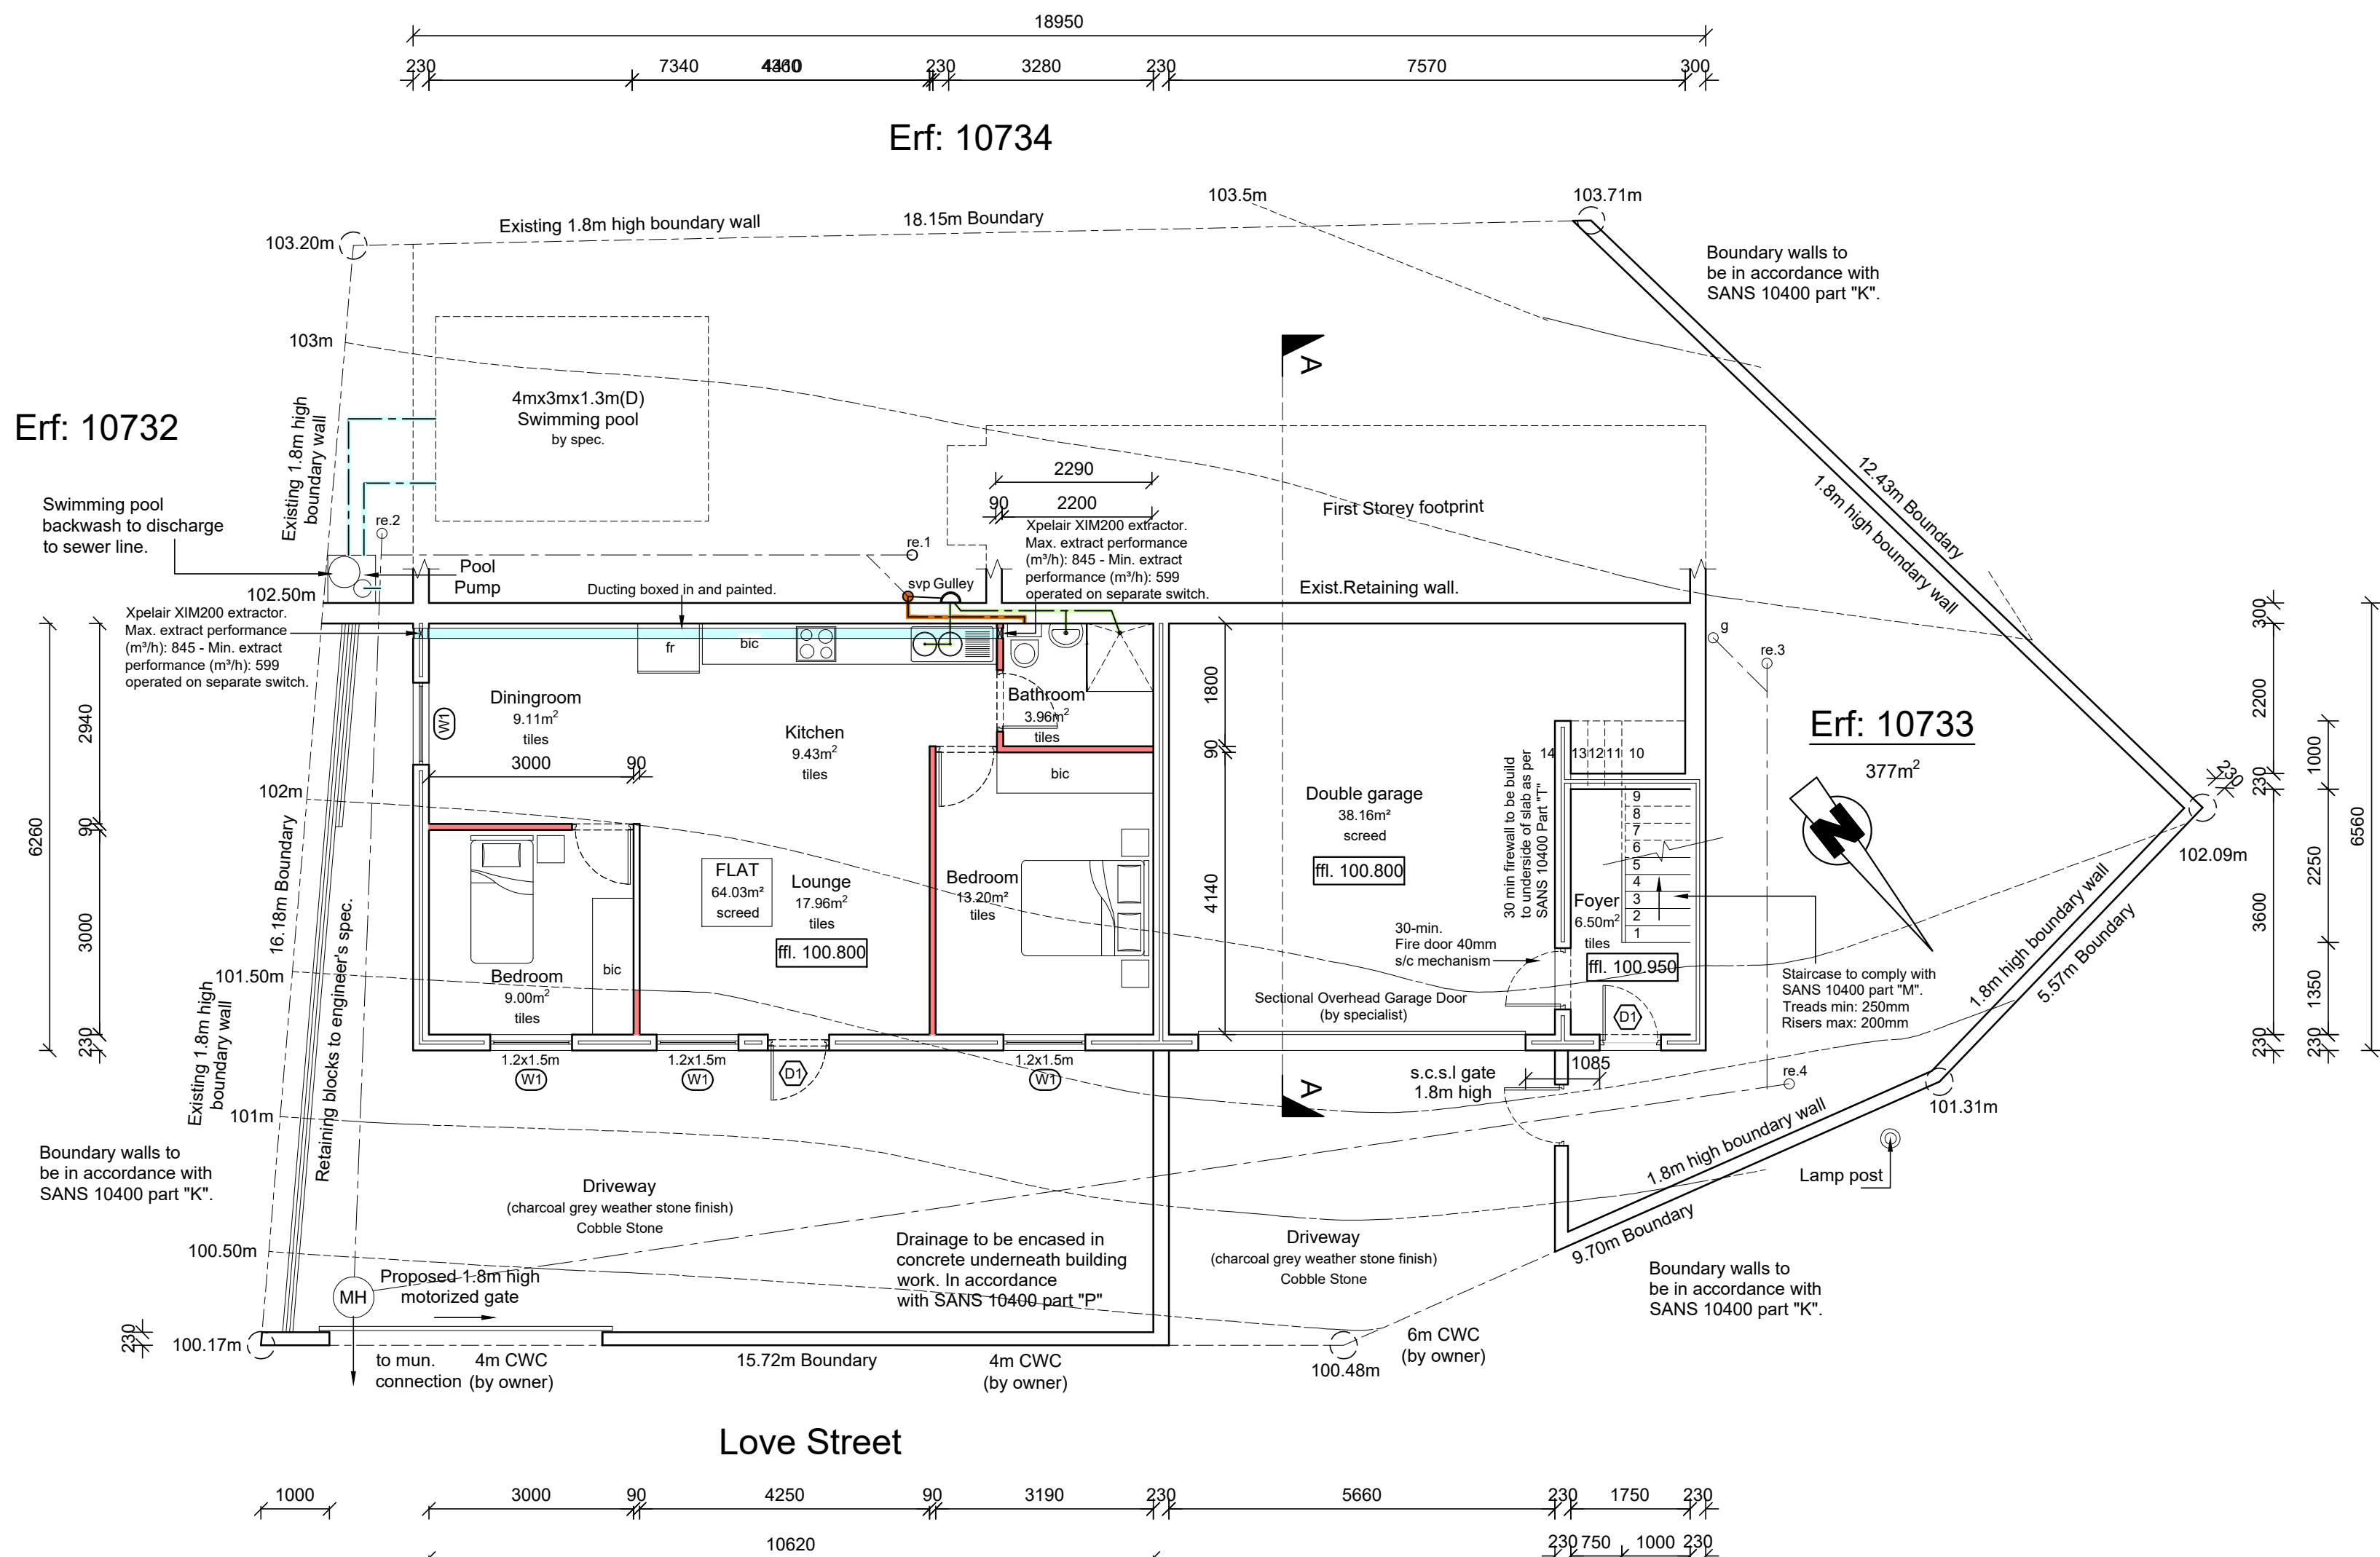 18950
230
7340
230
3280
230
7570
300
Erf: 10734
103.5m
103.71m
Existing 1.8m high boundary wall
18.15m Boundary
103.20m
Boundary walls to
be in accordance with
SANS 10400 part "K".
103m
A
4mx3mx1.3m(D)
Swimming pool
by spec.
Erf: 10732
Existing 1.8m high
boundary wall
12.43m Boundary
1.8m high boundary wall
2290
90
2200
First Storey footprint
Swimming pool
backwash to discharge
to sewer line.
re.2
re.1
Xpelair XIM200 extractor.
Max. extract performance
(m³/h): 845 - Min. extract
performance (m³/h): 599
operated on separate switch.
Pool
Pump
Ducting boxed in and painted.
svp Gulley
Exist.Retaining wall.
102.50m
Xpelair XIM200 extractor.
Max. extract performance
(m³/h): 845 - Min. extract
performance (m³/h): 599
operated on separate switch.
fr
bic
g
re.3
Diningroom
9.11m²
tiles
W1
Kitchen
9.43m²
tiles
Bathroom
3.96m²
tiles
3000
90
bic
1800
90
4140
Double garage
38.16m²
screed
ffl. 100.800
30 min firewall to be build
to underside of slab as per
SANS 10400 Part "T"
14
13
12
11
10
9
8
7
6
5
4
3
2
1
Erf: 10733
377m²
N
230
102.09m
300
2200
230
3600
230
1000
2250
1350
230
6560
6260
2940
90
3000
230
102m
16.18m Boundary
Retaining blocks to engineer's spec.
FLAT
64.03m²
screed
Lounge
17.96m²
tiles
ffl. 100.800
Bedroom
13.20m²
tiles
Foyer
6.50m²
tiles
ffl. 100.950
30-min.
Fire door 40mm
s/c mechanism
Bedroom
9.00m²
tiles
bic
101.50m
Sectional Overhead Garage Door
(by specialist)
Staircase to comply with
SANS 10400 part "M".
Treads min: 250mm
Risers max: 200mm
1.8m high boundary wall
5.57m Boundary
D1
Existing 1.8m high
boundary wall
1.2x1.5m
W1
1.2x1.5m
W1
D1
1.2x1.5m
W1
s.c.s.l gate
1.8m high
1085
A
re.4
101.31m
101m
Boundary walls to
be in accordance with
SANS 10400 part "K".
1.8m high boundary wall
9.70m Boundary
Lamp post
Driveway
(charcoal grey weather stone finish)
Cobble Stone
Drainage to be encased in
concrete underneath building
work. In accordance
with SANS 10400 part "P"
Driveway
(charcoal grey weather stone finish)
Cobble Stone
100.50m
Boundary walls to
be in accordance with
SANS 10400 part "K".
MH
Proposed 1.8m high
motorized gate
230
100.17m
to mun.
connection
4m CWC
(by owner)
15.72m Boundary
4m CWC
(by owner)
100.48m
6m CWC
(by owner)
Love Street
1000
3000
90
4250
90
3190
230
5660
230
1750
230
10620
230
750
1000
230